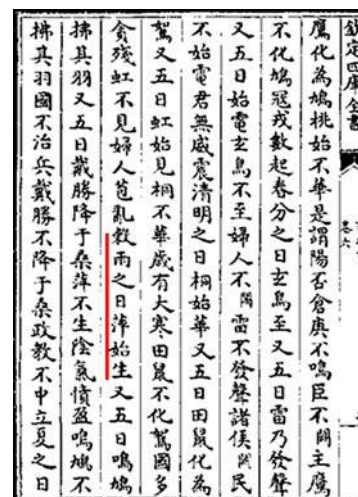 欽定四庫全書
卷六
鷹化為鳩桃始不華是謂陽否倉庚不鳴臣不闕主鷹
不化鳩冦戎數起春分之日玄鳥至又五日雷乃發聲
又五日始電玄鳥不至婦人不闕雷不發聲諸侯闕民
不始電君無威震清明之日桐始華又五日田鼠化為
鴽又五日虹始見桐不華歲有大寒田鼠不化鴽國多
貪殘虹不見婦人苞亂穀雨之日萍始生又五日鳴鳩
拂其羽又五日戴勝降于桑萍不生陰氣憤盈鳴鳩不
拂其羽國不治兵戴勝不降于桑政教不中立夏之日